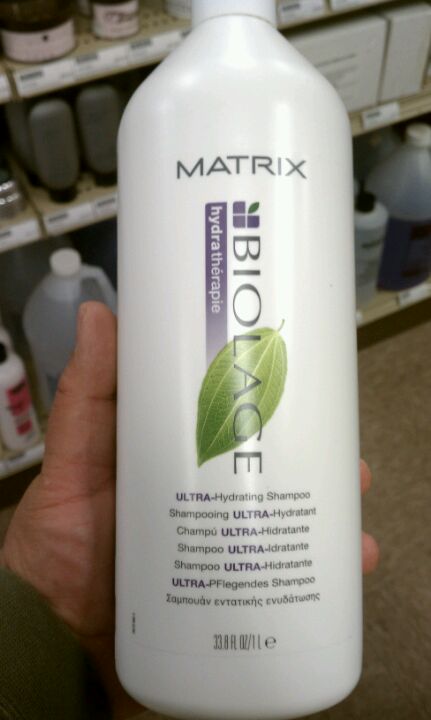 MATRIX
BIOLAGE
hydrathérapie
ULTRA-Hydrating Shampoo
Shampooing ULTRA-Hydratant
Champú ULTRA-Hidratante
Shampoo ULTRA-Idratante
Shampoo ULTRA-Hidratante
ULTRA-PFlegendes Shampoo
Σαμπουάν εντατικής ενυδάτωσης
33.8 FL OZ/1 L e